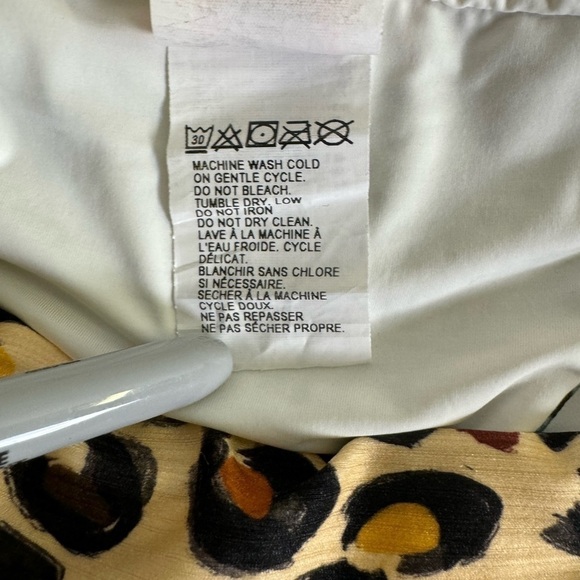 30
MACHINE WASH COLD
ON GENTLE CYCLE.
DO NOT BLEACH.
TUMBLE DRY, LOW
DO NOT IRON
DO NOT DRY CLEAN.
LAVE À LA MACHINE À
L'EAU FROIDE. CYCLE
DÉLICAT.
BLANCHIR SANS CHLORE
SI NÉCESSAIRE.
SECHER À LA MACHINE
CYCLE DOUX.
NE PAS REPASSER
NE PAS SÉCHER PROPRE.